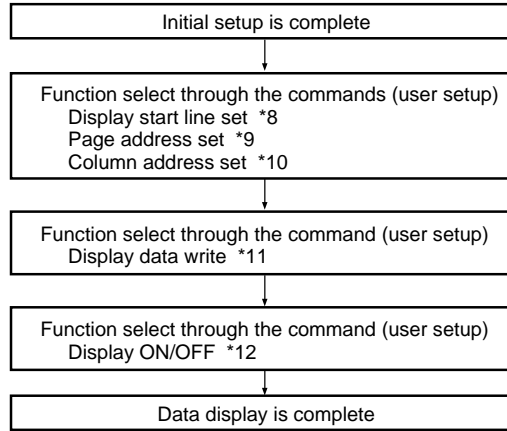 Initial setup is complete
Function select through the commands (user setup)
Display start line set *8
Page address set *9
Column address set *10
Function select through the command (user setup)
Display data write *11
Function select through the command (user setup)
Display ON/OFF *12
Data display is complete